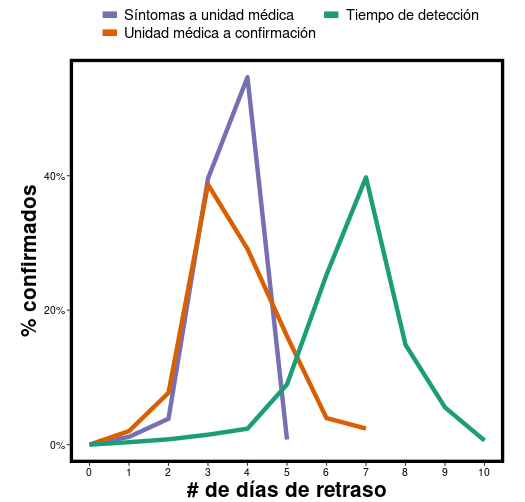 Síntomas a unidad médica
Tiempo de detección
Unidad médica a confirmación
% confirmados
40%
20%
0%
0 1 2 3 4 5 6 7 8 9 10
# de días de retraso